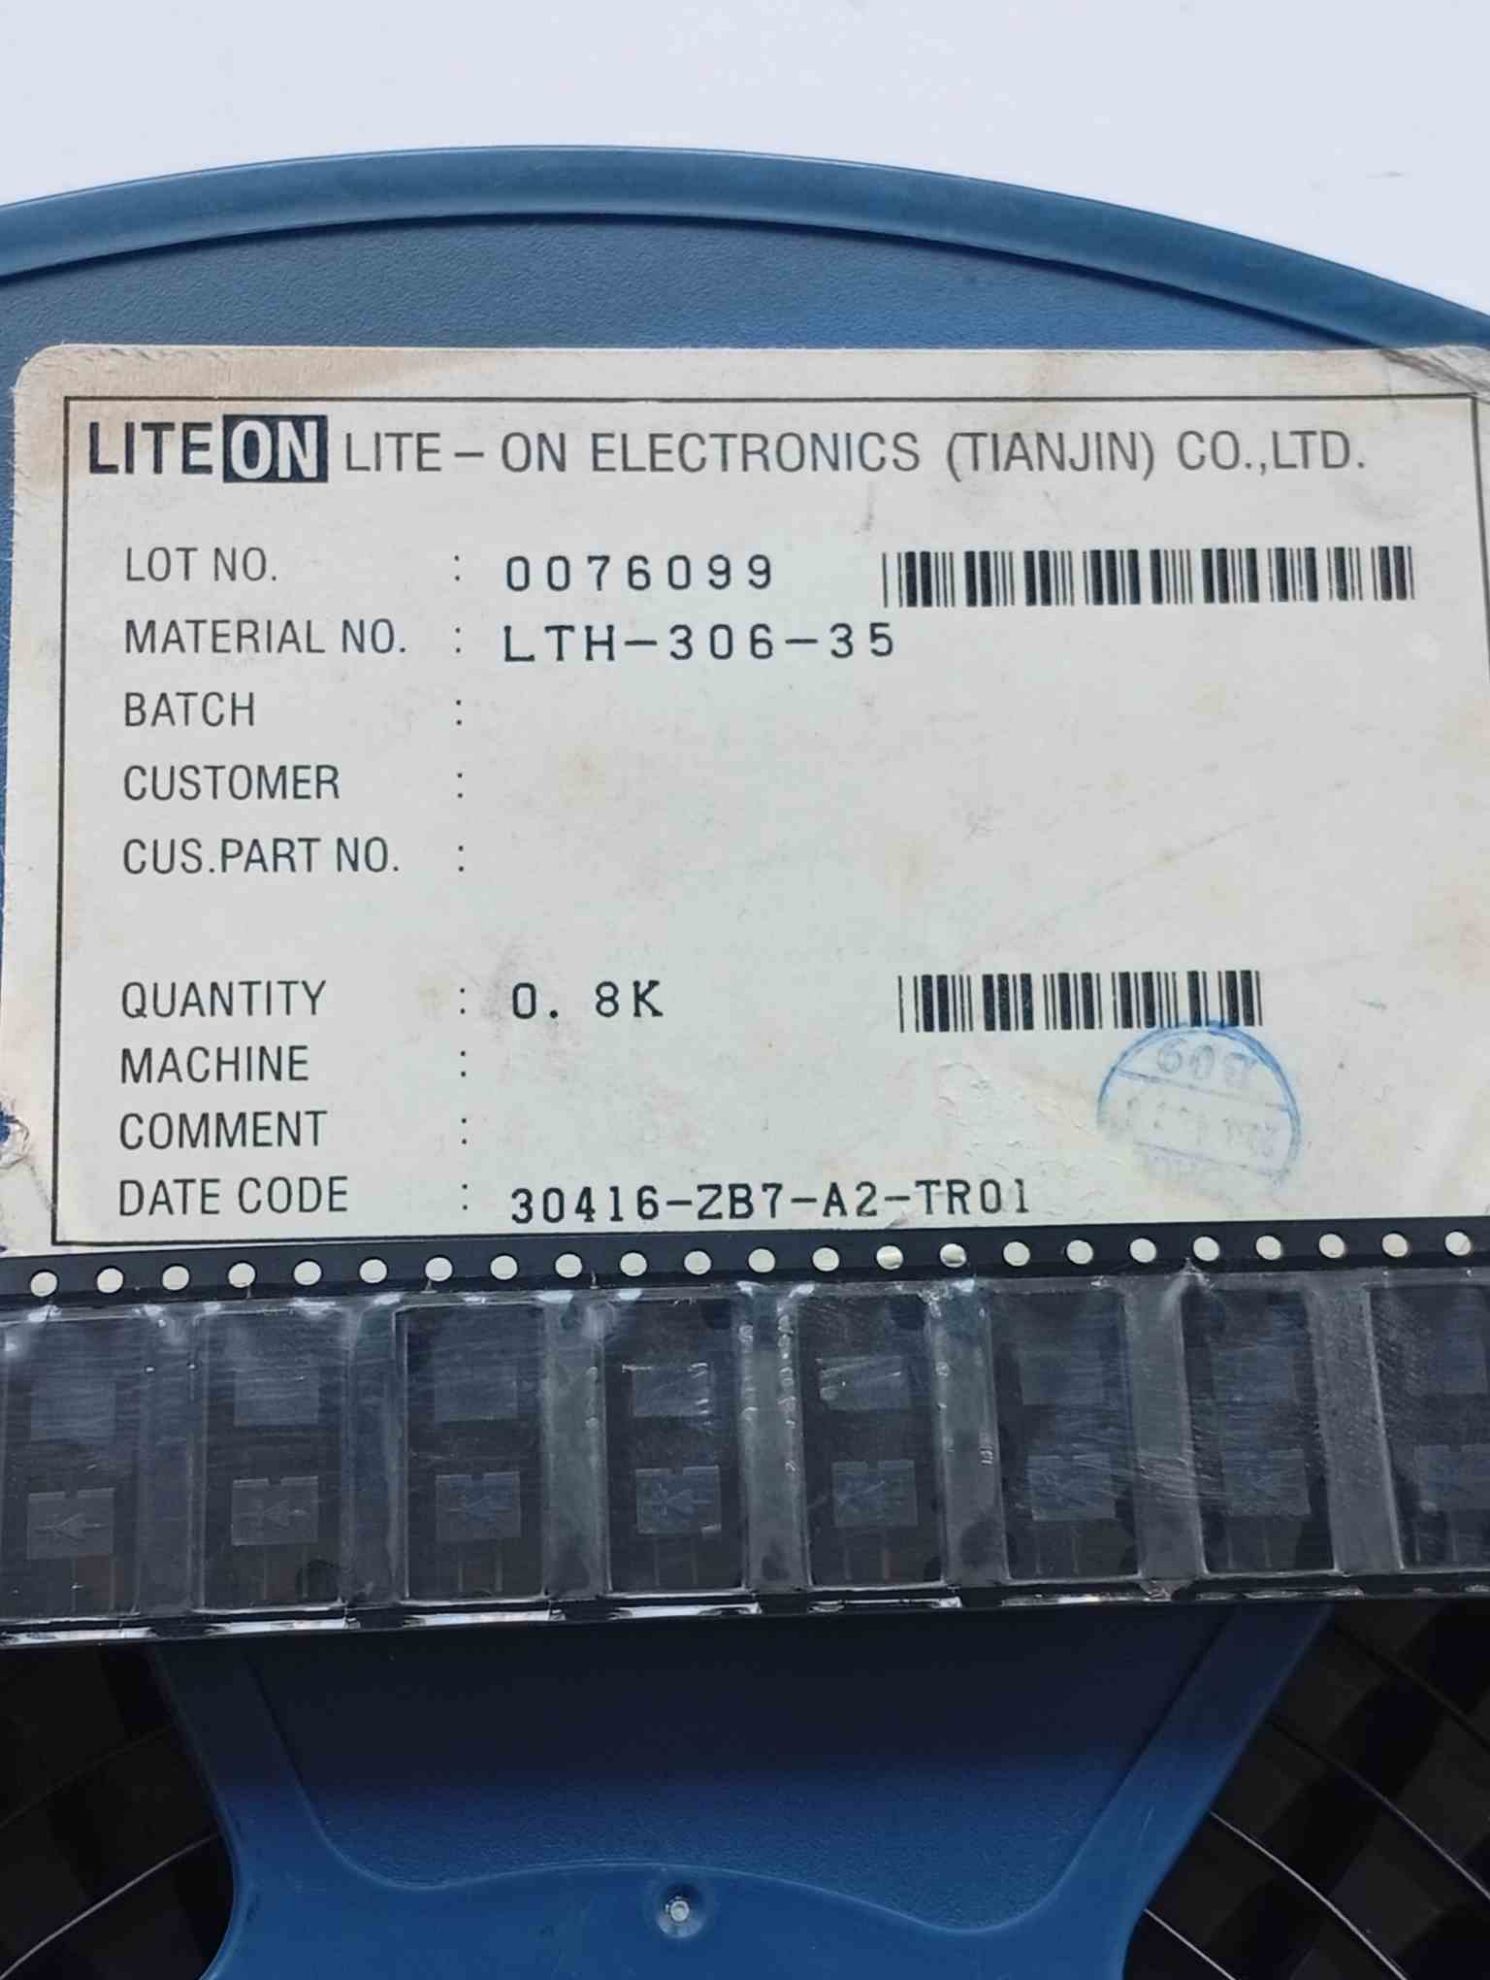 LITEON LITE - ON ELECTRONICS (TIANJIN) CO.,LTD.
LOT NO. : 0076099
MATERIAL NO. : LTH-306-35
BATCH :
CUSTOMER :
CUS.PART NO. :
QUANTITY : 0. 8K
MACHINE :
COMMENT :
DATE CODE : 30416-ZB7-A2-TR01